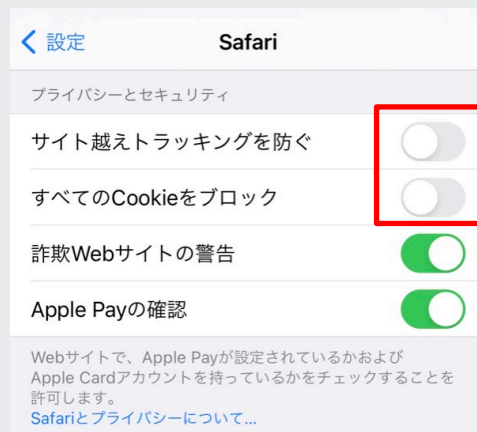 設定
Safari
プライバシーとセキュリティ
サイト越えトラッキングを防ぐ
すべてのCookieをブロック
詐欺Webサイトの警告
Apple Payの確認
Webサイトで、Apple Payが設定されているかおよび
Apple Cardアカウントを持っているかをチェックすることを
許可します。
Safariとプライバシーについて...